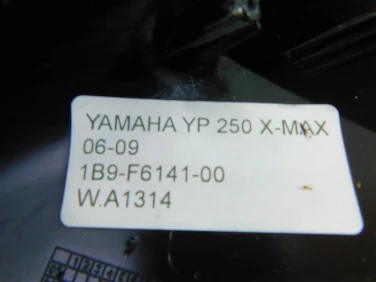 YAMAHA YP 250 X-MAX
06-09
1B9-F6141-00
W.A1314